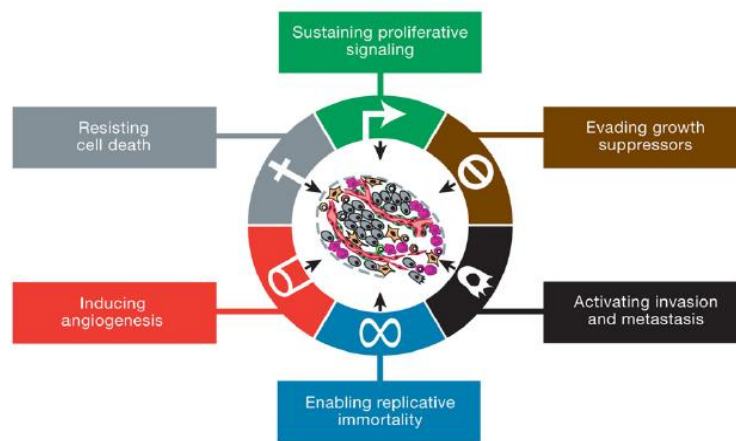 Sustaining proliferative
signaling
Resisting
cell death
Evading growth
suppressors
Inducing
angiogenesis
Activating invasion
and metastasis
Enabling replicative
immortality